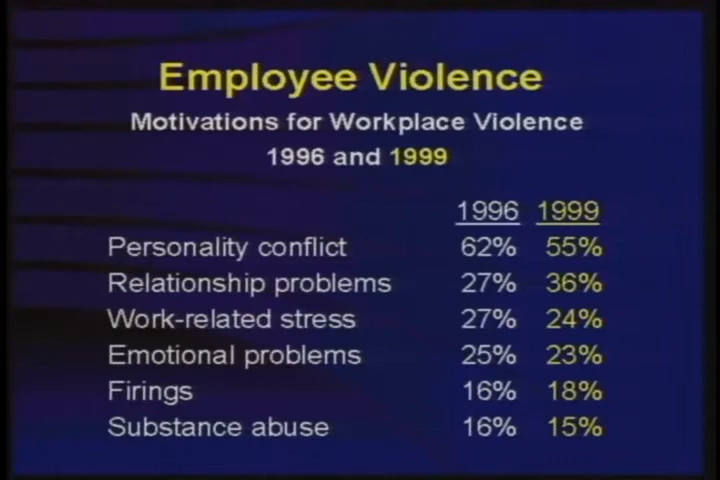 Employee Violence
Motivations for Workplace Violence
1996 and 1999
1996 1999
Personality conflict 62% 55%
Relationship problems 27% 36%
Work-related stress 27% 24%
Emotional problems 25% 23%
Firings 16% 18%
Substance abuse 16% 15%